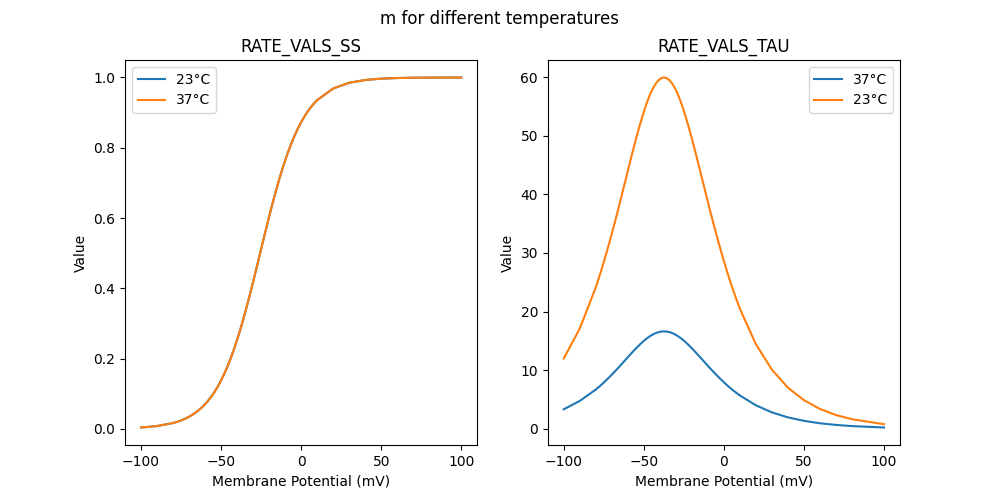 m for different temperatures
RATE_VALS_SS
1.0
0.8
0.6
0.4
0.2
0.0
Value
23°C
37°C
−100
−50
0
50
100
Membrane Potential (mV)
RATE_VALS_TAU
60
50
40
30
20
10
0
Value
37°C
23°C
−100
−50
0
50
100
Membrane Potential (mV)